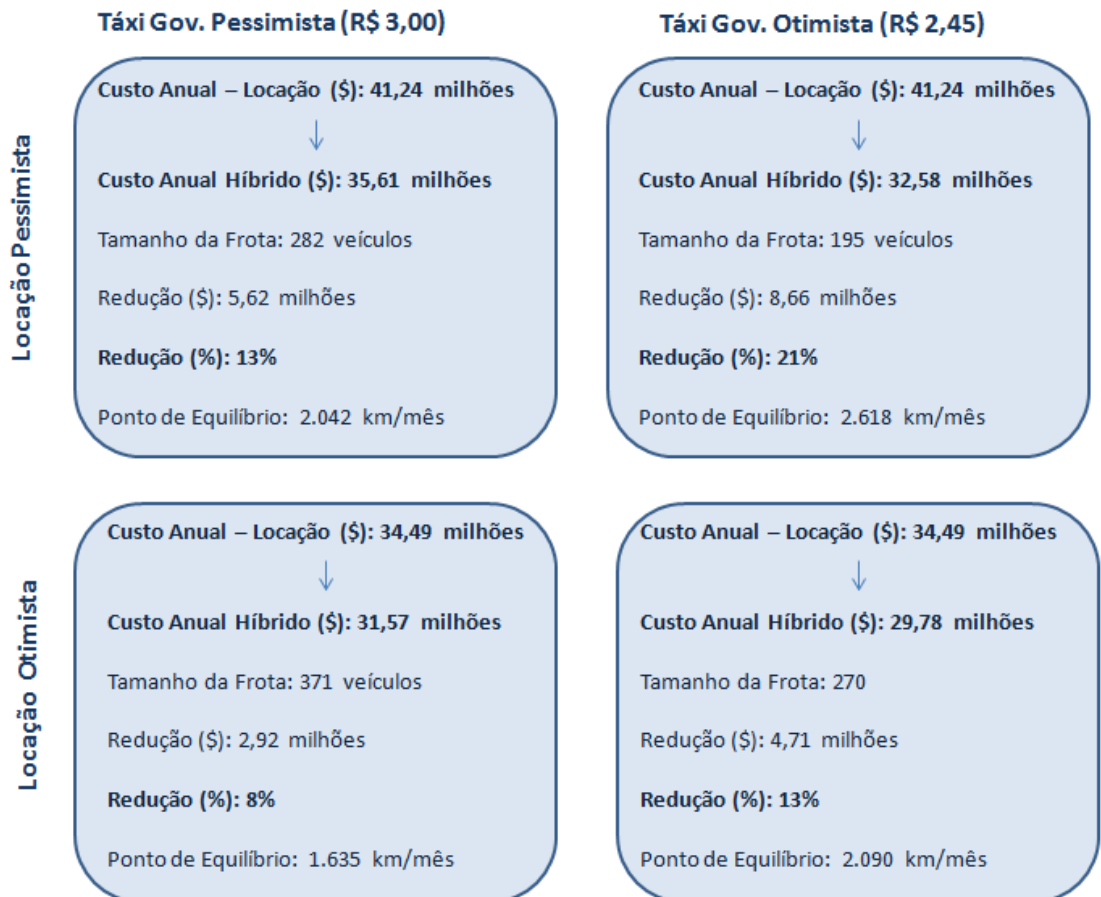 Táxi Gov. Pessimista (R$ 3,00)
Táxi Gov. Otimista (R$ 2,45)
Locação Pessimista
Custo Anual – Locação ($): 41,24 milhões
Custo Anual Híbrido ($): 35,61 milhões
Tamanho da Frota: 282 veículos
Redução ($): 5,62 milhões
Redução (%): 13%
Ponto de Equilíbrio: 2.042 km/mês
Custo Anual – Locação ($): 41,24 milhões
Custo Anual Híbrido ($): 32,58 milhões
Tamanho da Frota: 195 veículos
Redução ($): 8,66 milhões
Redução (%): 21%
Ponto de Equilíbrio: 2.618 km/mês
Locação Otimista
Custo Anual – Locação ($): 34,49 milhões
Custo Anual Híbrido ($): 31,57 milhões
Tamanho da Frota: 371 veículos
Redução ($): 2,92 milhões
Redução (%): 8%
Ponto de Equilíbrio: 1.635 km/mês
Custo Anual – Locação ($): 34,49 milhões
Custo Anual Híbrido ($): 29,78 milhões
Tamanho da Frota: 270
Redução ($): 4,71 milhões
Redução (%): 13%
Ponto de Equilíbrio: 2.090 km/mês